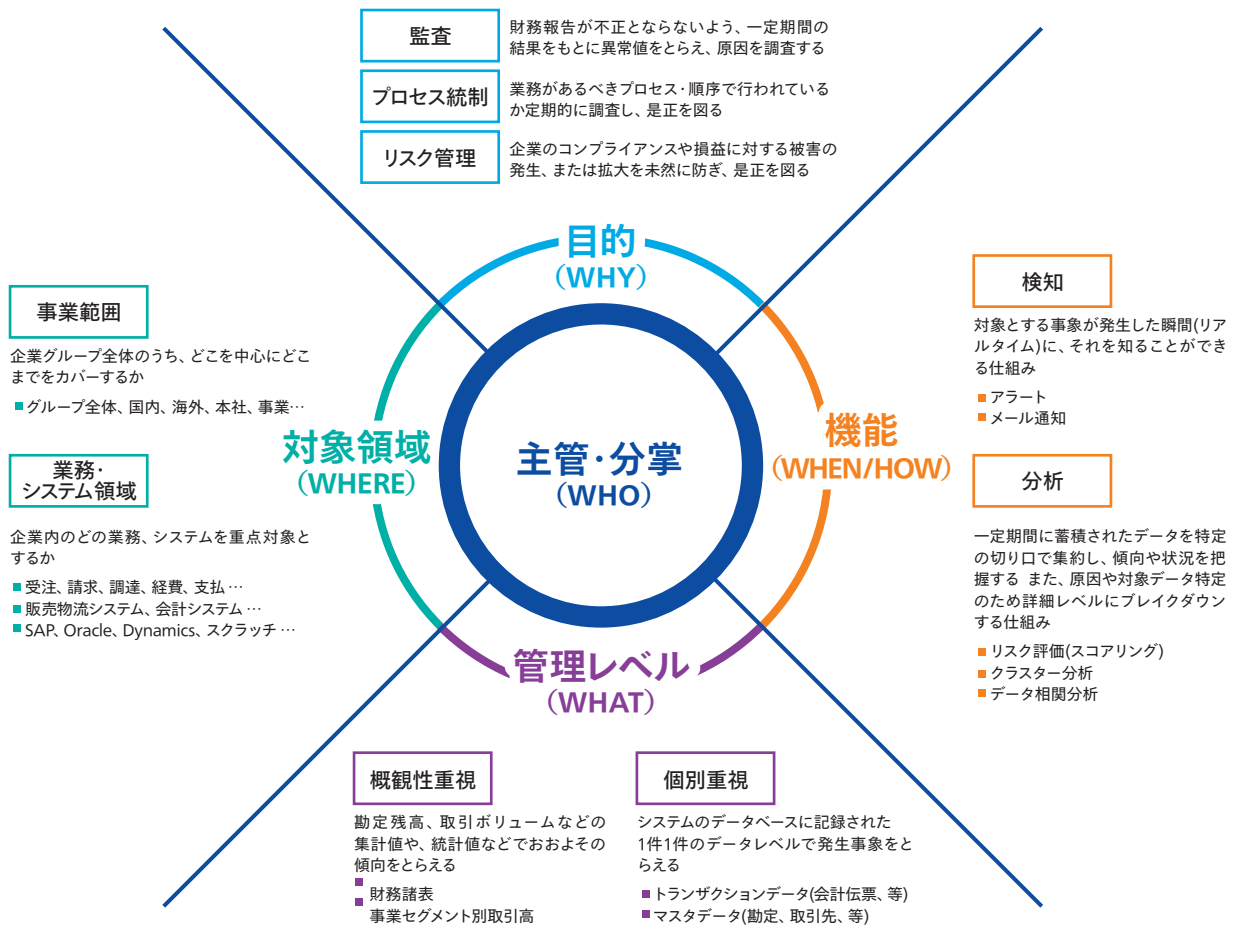 監査
財務報告が不正とならないよう、一定期間の
結果をもとに異常値をとらえ、原因を調査する
プロセス統制
業務があるべきプロセス・順序で行われている
か定期的に調査し、是正を図る
リスク管理
企業のコンプライアンスや損益に対する被害の
発生、または拡大を未然に防ぎ、是正を図る
目的
(WHY)
事業範囲
企業グループ全体のうち、どこを中心にどこ
までをカバーするか
グループ全体、国内、海外、本社、事業…
業務・
システム領域
企業内のどの業務、システムを重点対象と
するか
受注、請求、調達、経費、支払…
販売物流システム、会計システム…
SAP、Oracle、Dynamics、スクラッチ…
対象領域
(WHERE)
主管・分掌
(WHO)
機能
(WHEN/HOW)
検知
対象とする事象が発生した瞬間(リア
ルタイム)に、それを知ることができ
る仕組み
アラート
メール通知
分析
一定期間に蓄積されたデータを特定
の切り口で集約し、傾向や状況を把
握する また、原因や対象データ特定
のため詳細レベルにブレイクダウン
する仕組み
リスク評価(スコアリング)
クラスター分析
データ相関分析
管理レベル
(WHAT)
概観性重視
勘定残高、取引ボリュームなどの
集計値や、統計値などでおおよその
傾向をとらえる
財務諸表
事業セグメント別取引高
個別重視
システムのデータベースに記録された
1件1件のデータレベルで発生事象をと
らえる
トランザクションデータ(会計伝票、等)
マスタデータ(勘定、取引先、等)